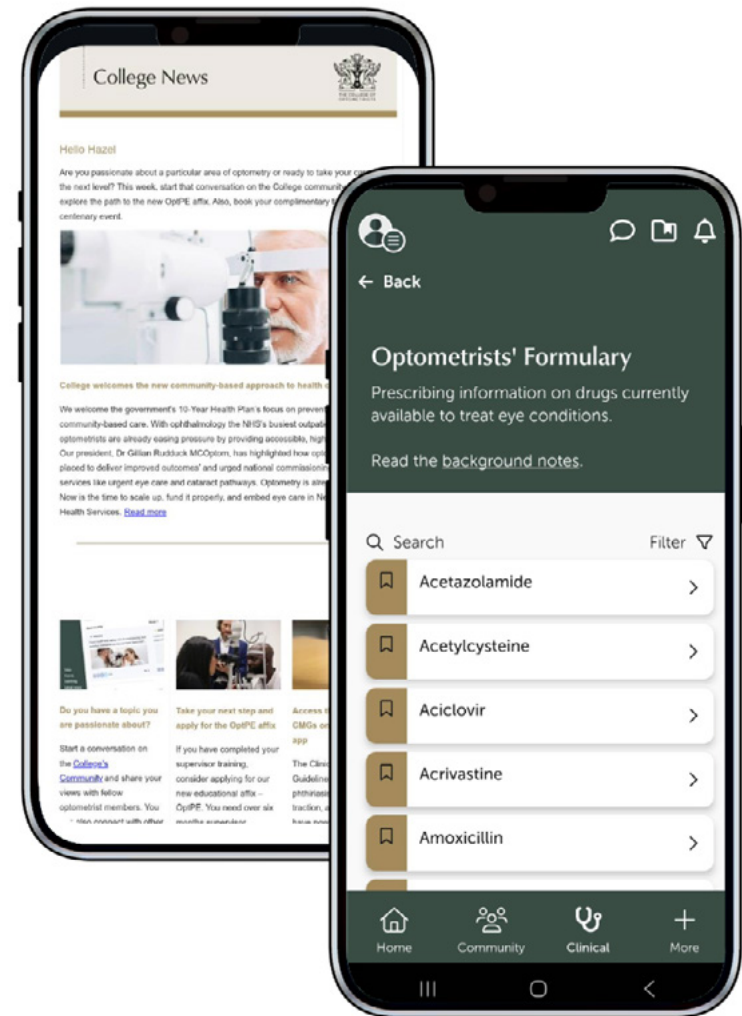 College News
THE COLLEGE OF
OPTOMETRISTS
Hello Hazel
Are you passionate about a particular area of optometry or ready to take your
the next level? This week, start that conversation on the College community
explore the path to the new OptPE affix. Also, book your complimentary
centenary event.
College welcomes the new community-based approach to health
We welcome the government's 10-Year Health Plan's focus on
community-based care. With ophthalmology the NHS's busiest
optometrists are already easing pressure by providing accessible,
Our president, Dr Gillian Rudduck MCOptom, has highlighted how
placed to deliver improved outcomes' and urged national
services like urgent eye care and cataract pathways. Optometry is
Now is the time to scale up, fund it properly, and embed eye care in
Health Services. Read more
Do you have a topic you
are passionate about?
Start a conversation on
the College's
Community and share your
views with fellow
optometrist members. You
also connect with other
Take your next step and
apply for the OptPE affix
If you have completed your
supervisor training,
consider applying for our
new educational affix –
OptPE. You need over six
months supervisor
Access
CMGs
app
The
traction,
have
Back
Optometrists' Formulary
Prescribing information on drugs currently
available to treat eye conditions.
Read the background notes.
Search
Filter
Acetazolamide
Acetylcysteine
Aciclovir
Acrivastine
Amoxicillin
Home
Community
Clinical
More